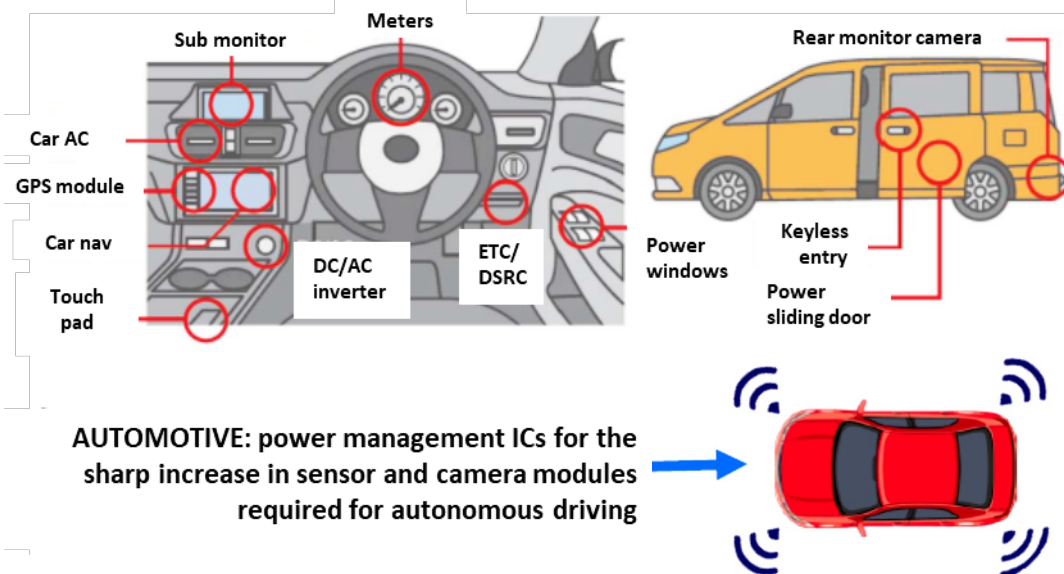 Meters
Sub monitor
Car AC
GPS module
Car nav
Touch
pad
DC/AC
inverter
ETC/
DSRC
Power
windows
Rear monitor camera
Keyless
entry
Power
sliding door
AUTOMOTIVE: power management ICs for the
sharp increase in sensor and camera modules
required for autonomous driving